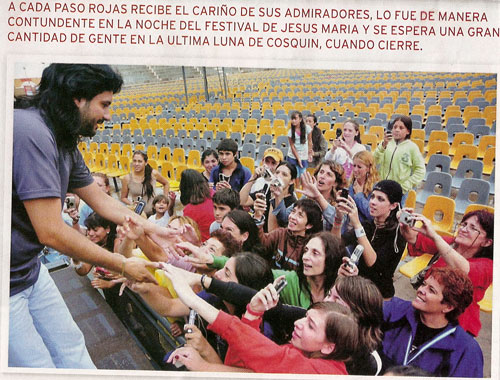 A CADA PASO ROJAS RECIBE EL CARIÑO DE SUS ADMIRADORES, LO FUE DE MANERA
CONTUNDENTE EN LA NOCHE DEL FESTIVAL DE JESUS MARIA Y SE ESPERA UNA GRAN
CANTIDAD DE GENTE EN LA ULTIMA LUNA DE COSQUIN, CUANDO CIERRE.